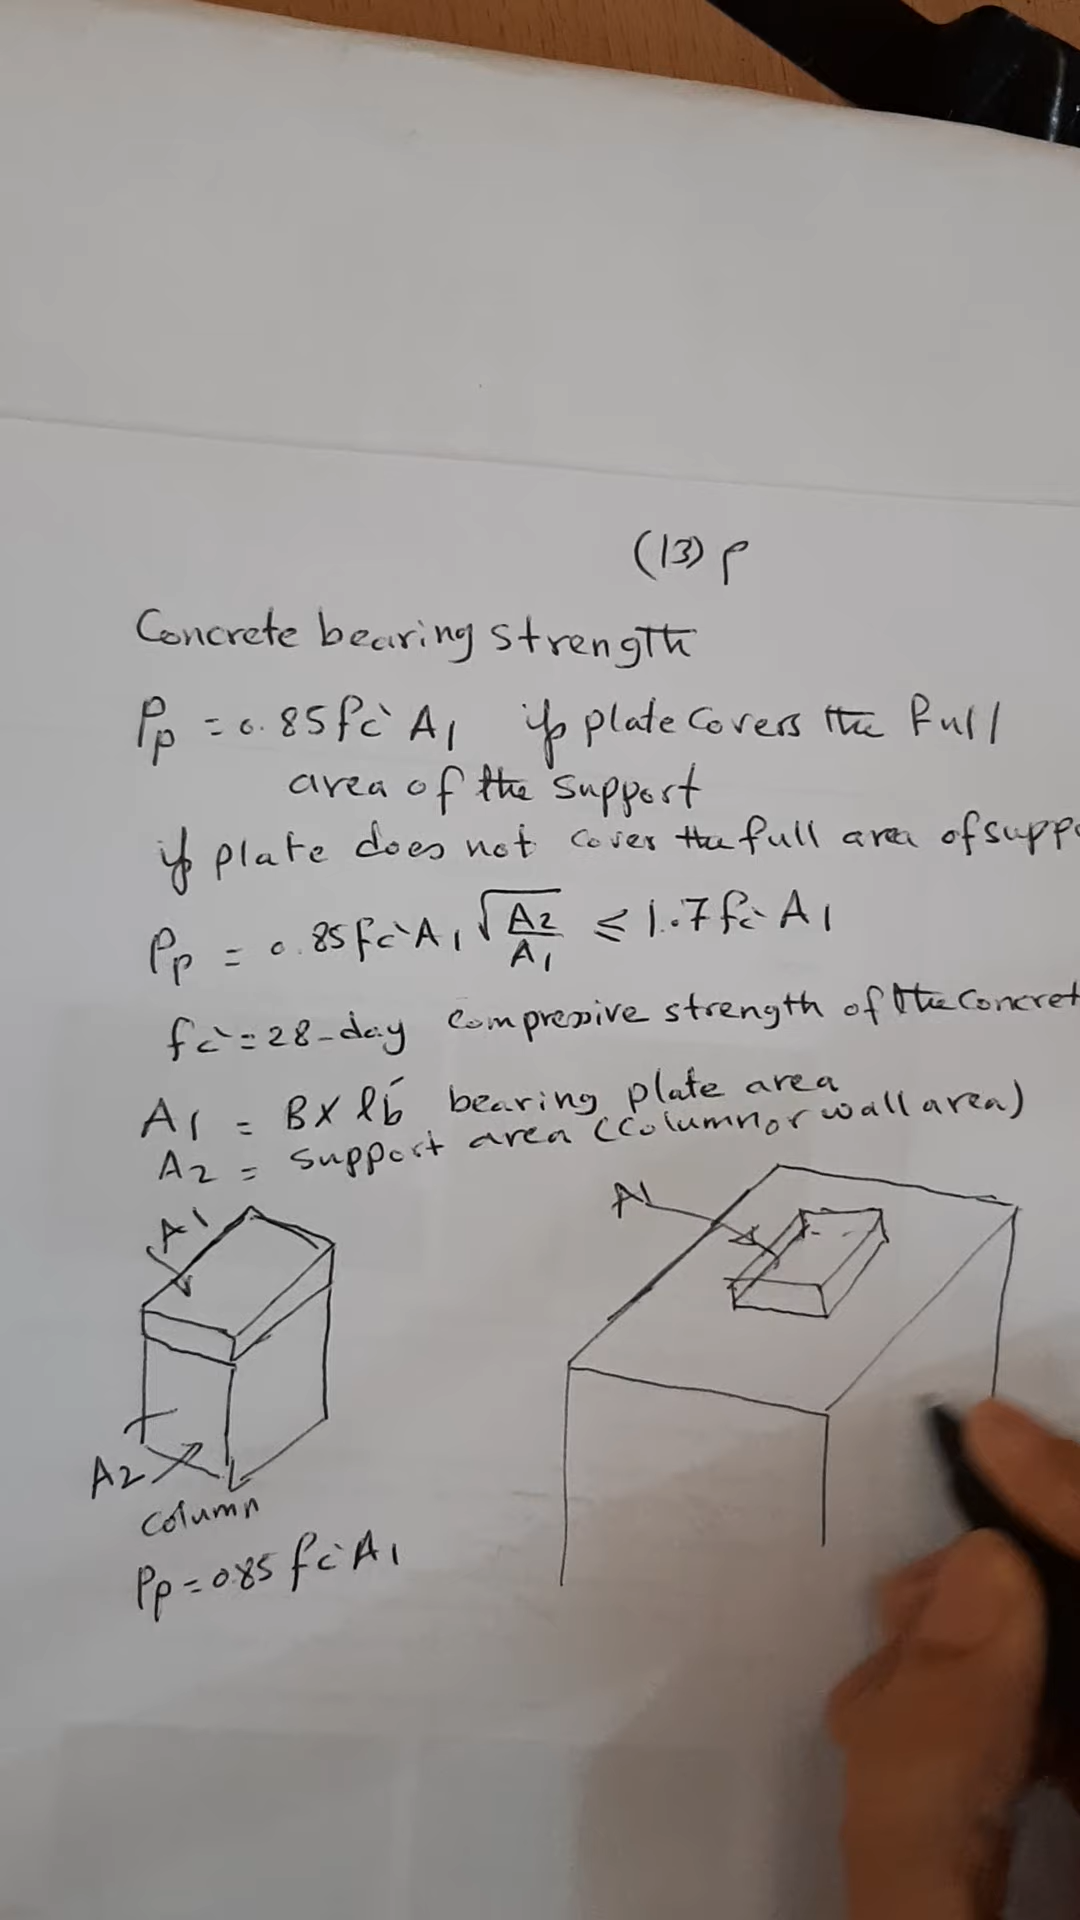 (13) P
Concrete bearing strength
Pp = 0.85 fc' A1 if plate covers the full
area of the support
if plate does not cover the full area of suppo
Pp = 0.85 fc' A1 √(A2/A1) ≤ 1.7 fc' A1
fc' = 28-day compressive strength of the concret
A1 = B x lb bearing plate area
A2 = support area (column or wall area)
A1
A1
A2
column
Pp = 0.85 fc' A1